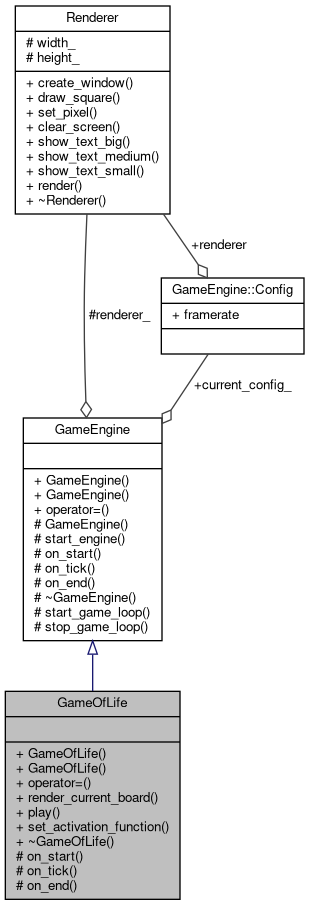 Renderer
# width_
# height_
+ create_window()
+ draw_square()
+ set_pixel()
+ clear_screen()
+ show_text_big()
+ show_text_medium()
+ show_text_small()
+ render()
+ ~Renderer()
+renderer
GameEngine::Config
+ framerate
#renderer_
+current_config_
GameEngine
+ GameEngine()
+ GameEngine()
+ operator=()
# GameEngine()
# start_engine()
# on_start()
# on_tick()
# on_end()
# ~GameEngine()
# start_game_loop()
# stop_game_loop()
GameOfLife
+ GameOfLife()
+ GameOfLife()
+ operator=()
+ render_current_board()
+ play()
+ set_activation_function()
+ ~GameOfLife()
# on_start()
# on_tick()
# on_end()